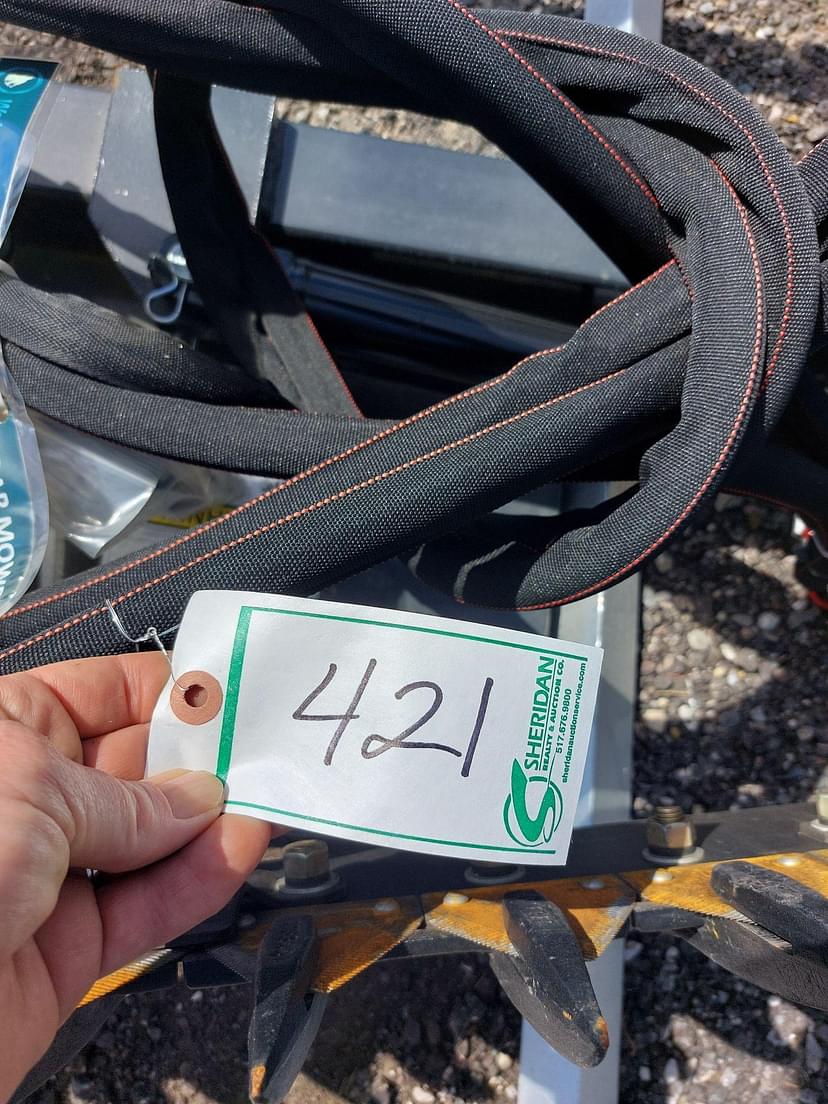 421
SHERIDAN
REALTY & AUCTION CO.
517.676.9800
sheridanauctionservice.com